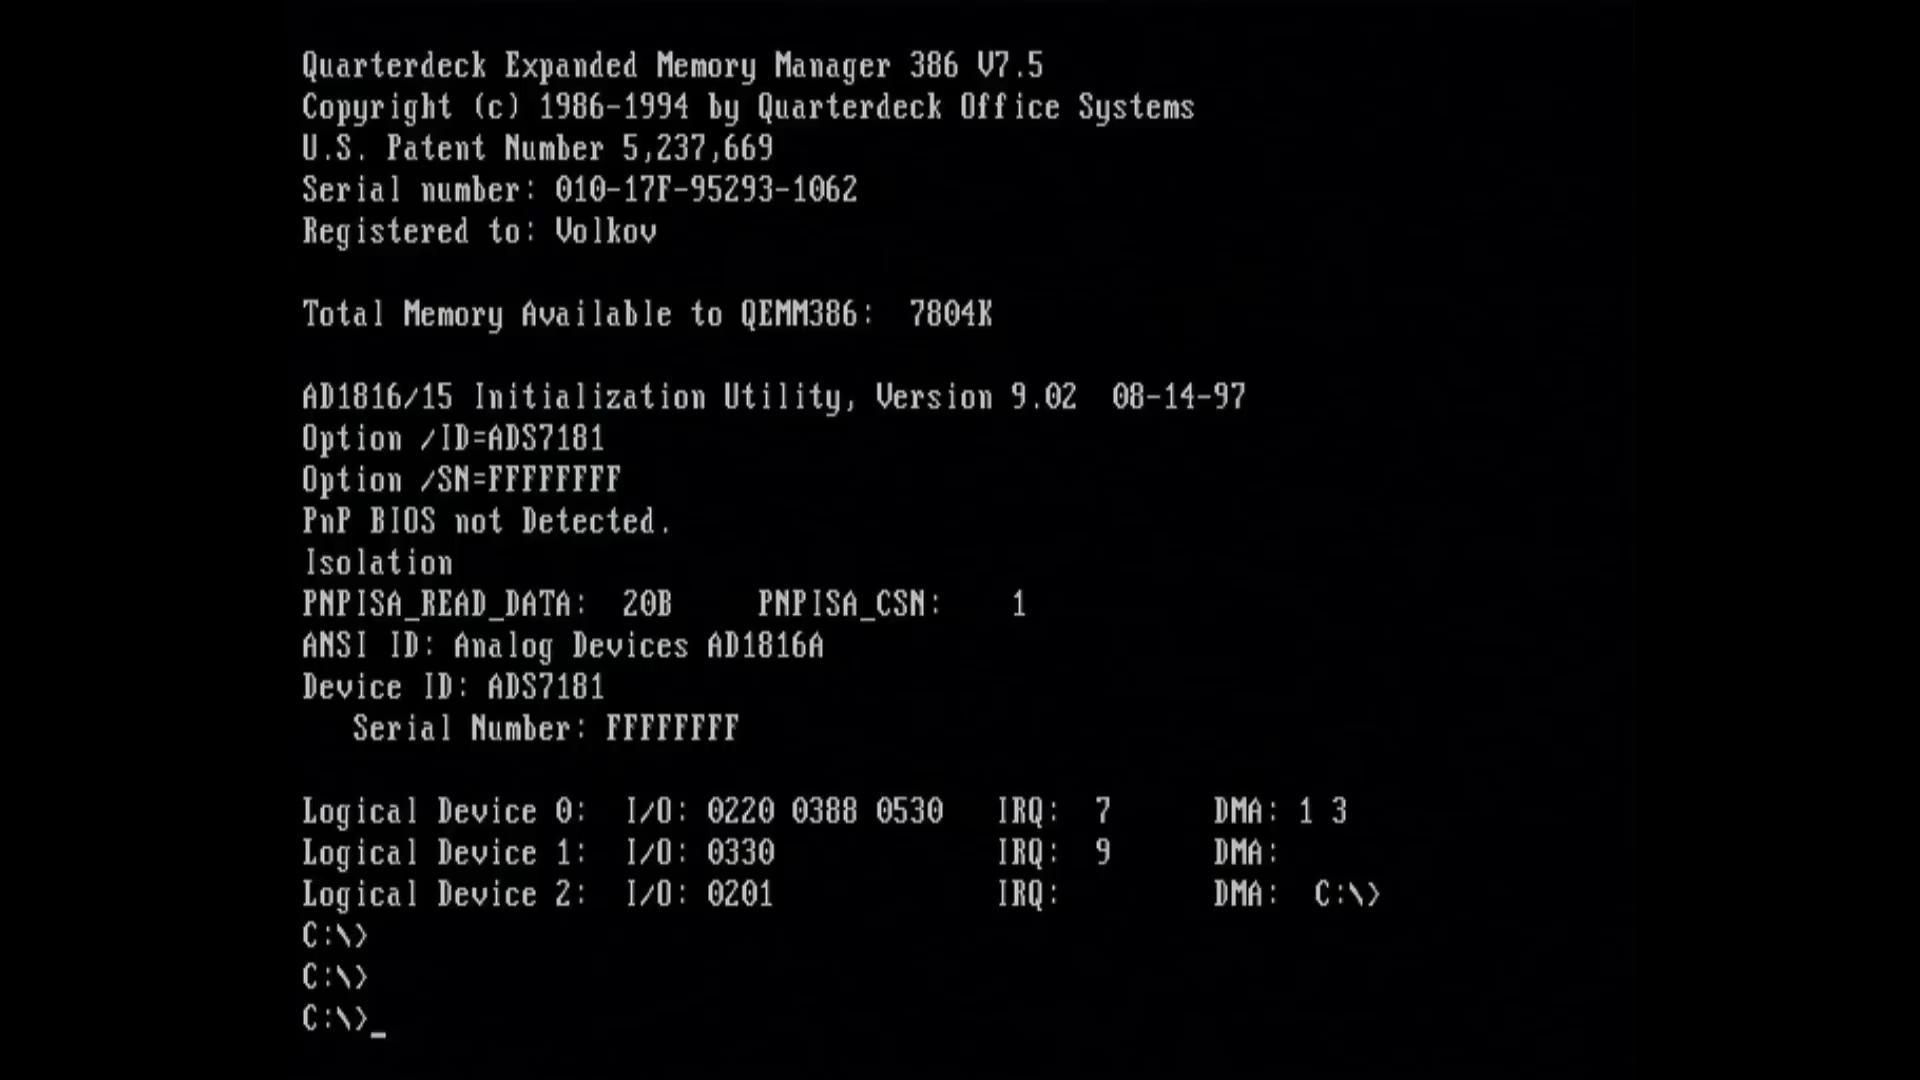 Quarterdeck Expanded Memory Manager 386 V7.5
Copyright (c) 1986-1994 by Quarterdeck Office Systems
U.S. Patent Number 5,237,669
Serial number: 010-17F-95293-1062
Registered to: Volkov
Total Memory Available to QEMM386:  7804K
AD1816/15 Initialization Utility, Version 9.02  08-14-97
Option /ID=ADS7181
Option /SN=FFFFFFFF
PnP BIOS not Detected.
Isolation
PNPISA_READ_DATA:  20B     PNPISA_CSN:    1
ANSI ID: Analog Devices AD1816A
Device ID: ADS7181
   Serial Number: FFFFFFFF
Logical Device 0:  I/O: 0220 0388 0530   IRQ:  7      DMA: 1 3
Logical Device 1:  I/O: 0330             IRQ:  9      DMA:
Logical Device 2:  I/O: 0201             IRQ:         DMA:  C:\>
C:\>
C:\>
C:\>_